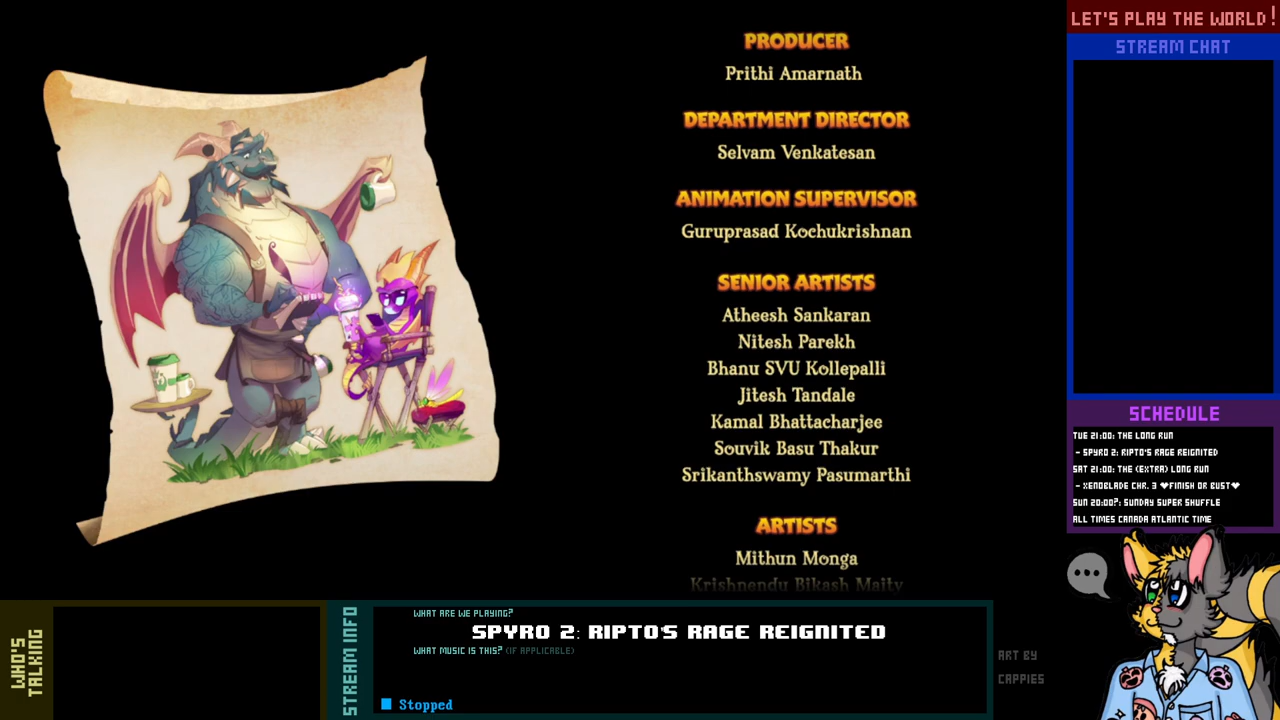 PRODUCER
Prithi Amarnath
DEPARTMENT DIRECTOR
Selvam Venkatesan
ANIMATION SUPERVISOR
Guruprasad Kochukrishnan
SENIOR ARTISTS
Atheesh Sankaran
Nitesh Parekh
Bhanu SVU Kollepalli
Jitesh Tandale
Kamal Bhattacharjee
Souvik Basu Thakur
Srikanthswamy Pasumarthi
ARTISTS
Mithun Monga
Krishnendu Bikash Maity
LET'S PLAY THE WORLD!
STREAM CHAT
SCHEDULE
TUE 21:00: THE LONG RUN
- SPYRO 2: RIPTO'S RAGE REIGNITED
SAT 21:00: THE (EXTRA) LONG RUN
- XENOBLADE CHR. 3 ♥FINISH OR BUST♥
SUN 20:00?: SUNDAY SUPER SHUFFLE
ALL TIMES CANADA ATLANTIC TIME
WHO'S
TALKING
STREAM INFO
WHAT ARE WE PLAYING?
SPYRO 2: RIPTO'S RAGE REIGNITED
WHAT MUSIC IS THIS? (IF APPLICABLE)
Stopped
ART BY
CAPPIES